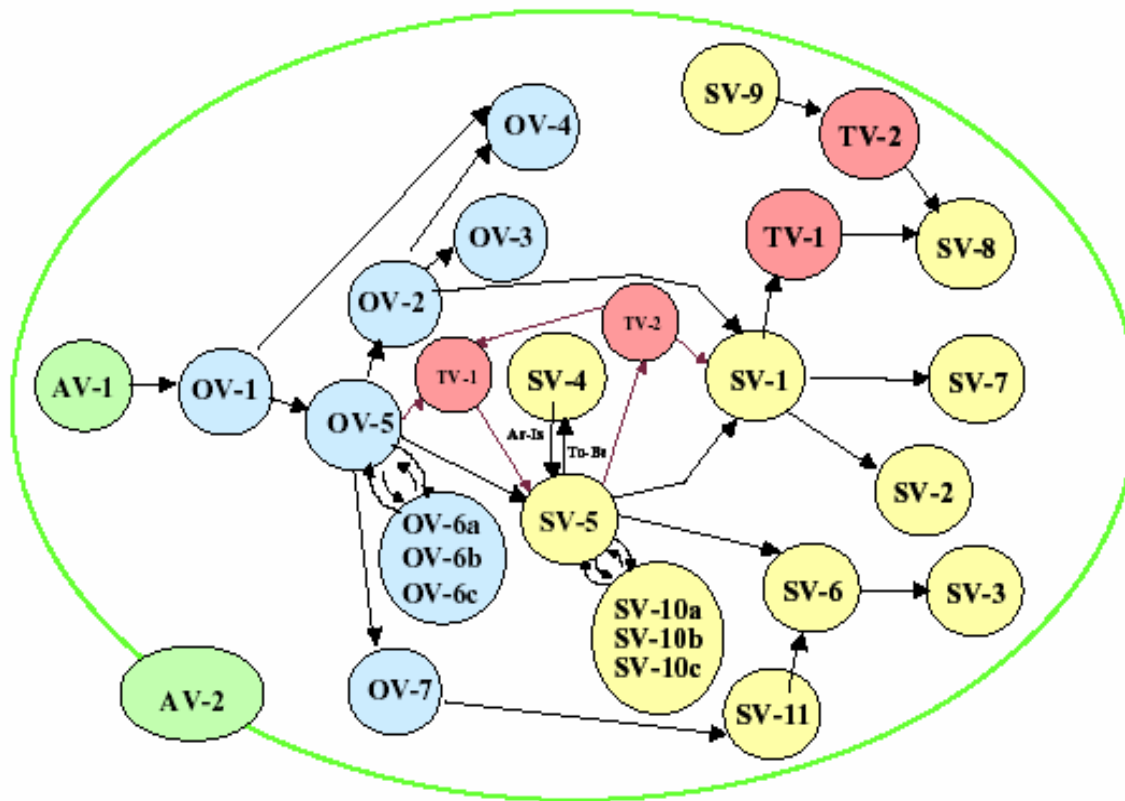 SV-9
OV-4
TV-2
OV-3
TV-1
SV-8
OV-2
TV-2
AV-1
OV-1
TV-1
SV-4
SV-1
SV-7
OV-5
As-Is
To-Be
SV-2
SV-5
OV-6a
OV-6b
OV-6c
SV-6
SV-3
SV-10a
SV-10b
SV-10c
AV-2
OV-7
SV-11